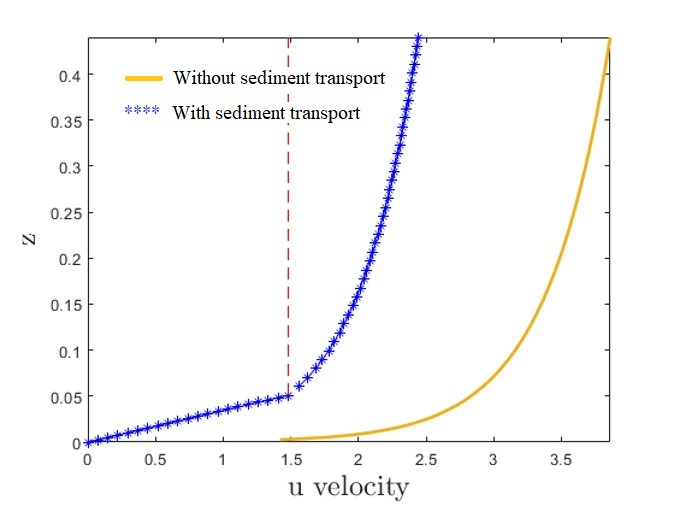 Without sediment transport
**** With sediment transport
0.4
0.35
0.3
0.25
0.2
0.15
0.1
0.05
0
z
0 0.5 1 1.5 2 2.5 3 3.5
u velocity